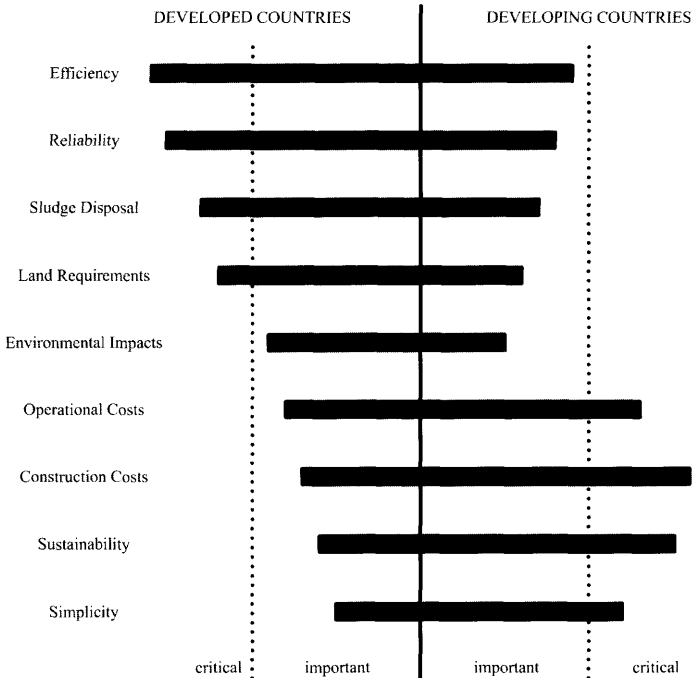 DEVELOPED COUNTRIES DEVELOPING COUNTRIES
Efficiency
Reliability
Sludge Disposal
Land Requirements
Environmental Impacts
Operational Costs
Construction Costs
Sustainability
Simplicity
critical important important critical